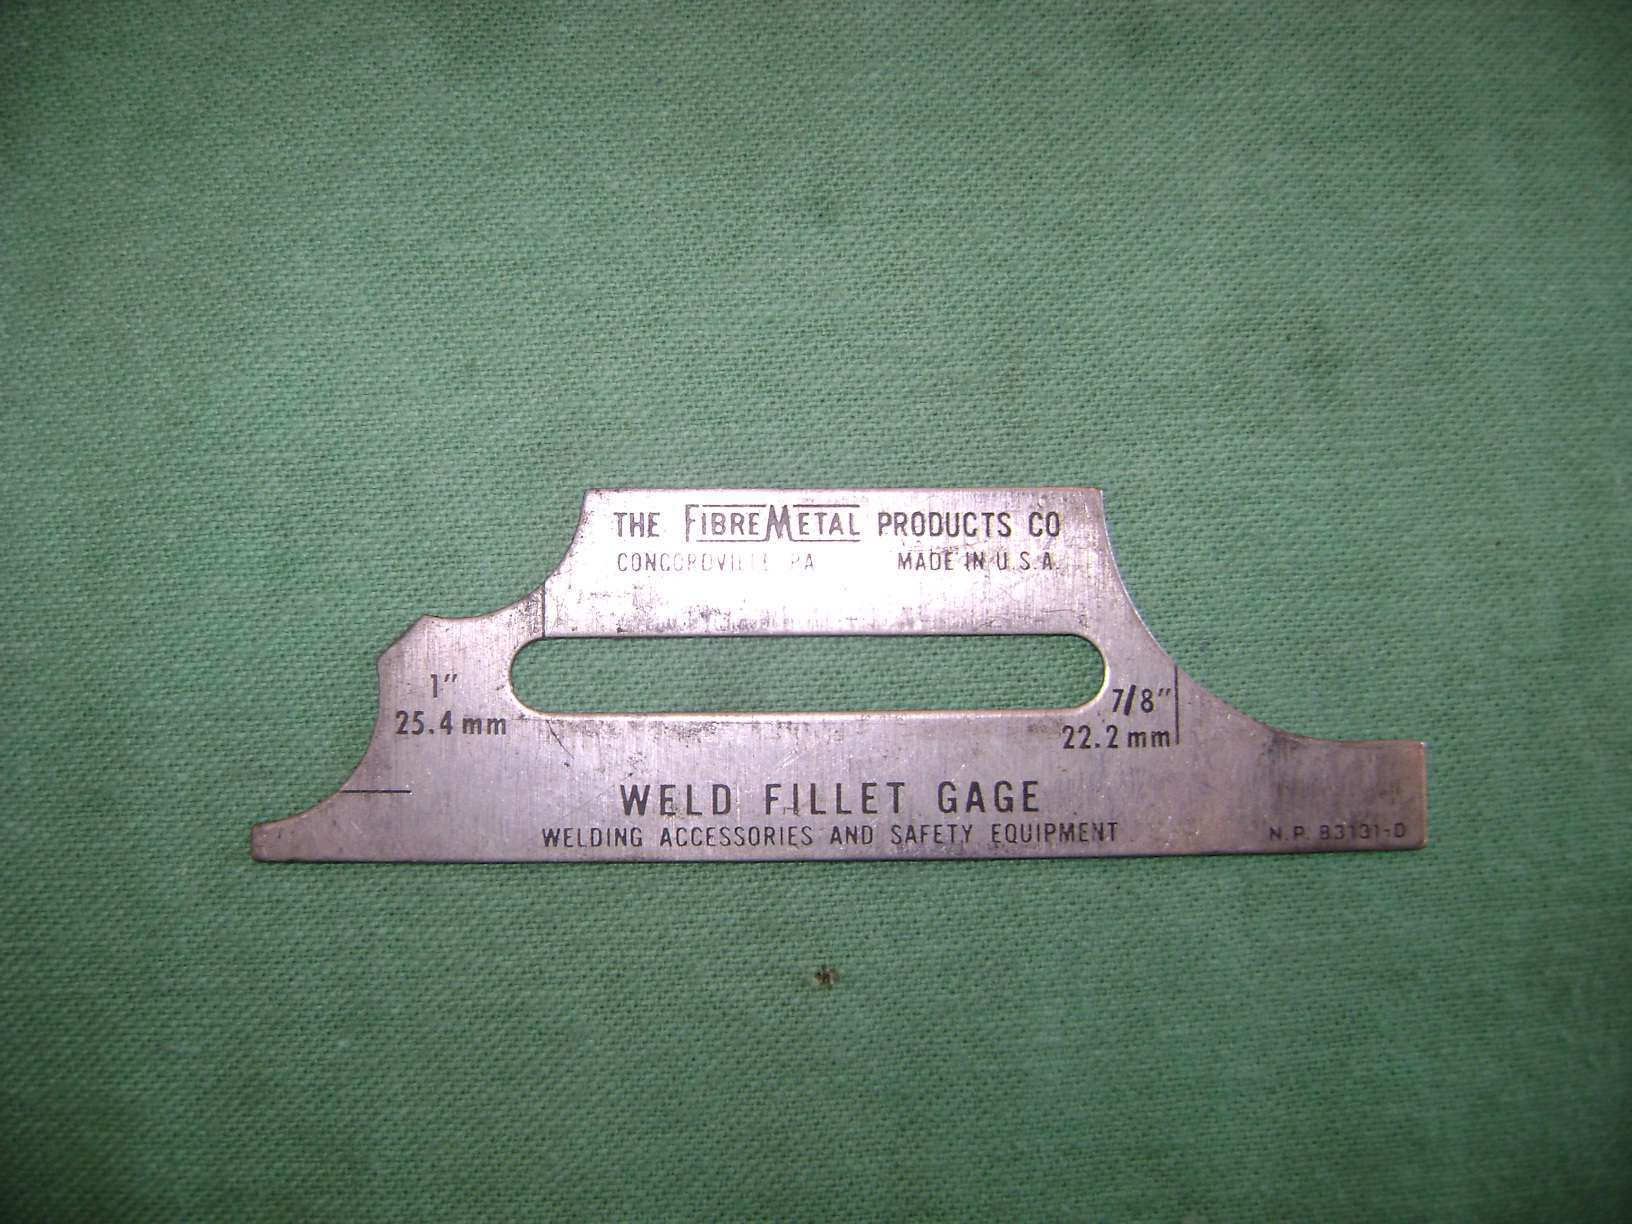 THE FIBREMETAL PRODUCTS CO
CONCORDVILLE PA MADE IN U.S.A.
1"
25.4 mm
7/8"
22.2 mm
WELD FILLET GAGE
WELDING ACCESSORIES AND SAFETY EQUIPMENT
N.P. 83131-D